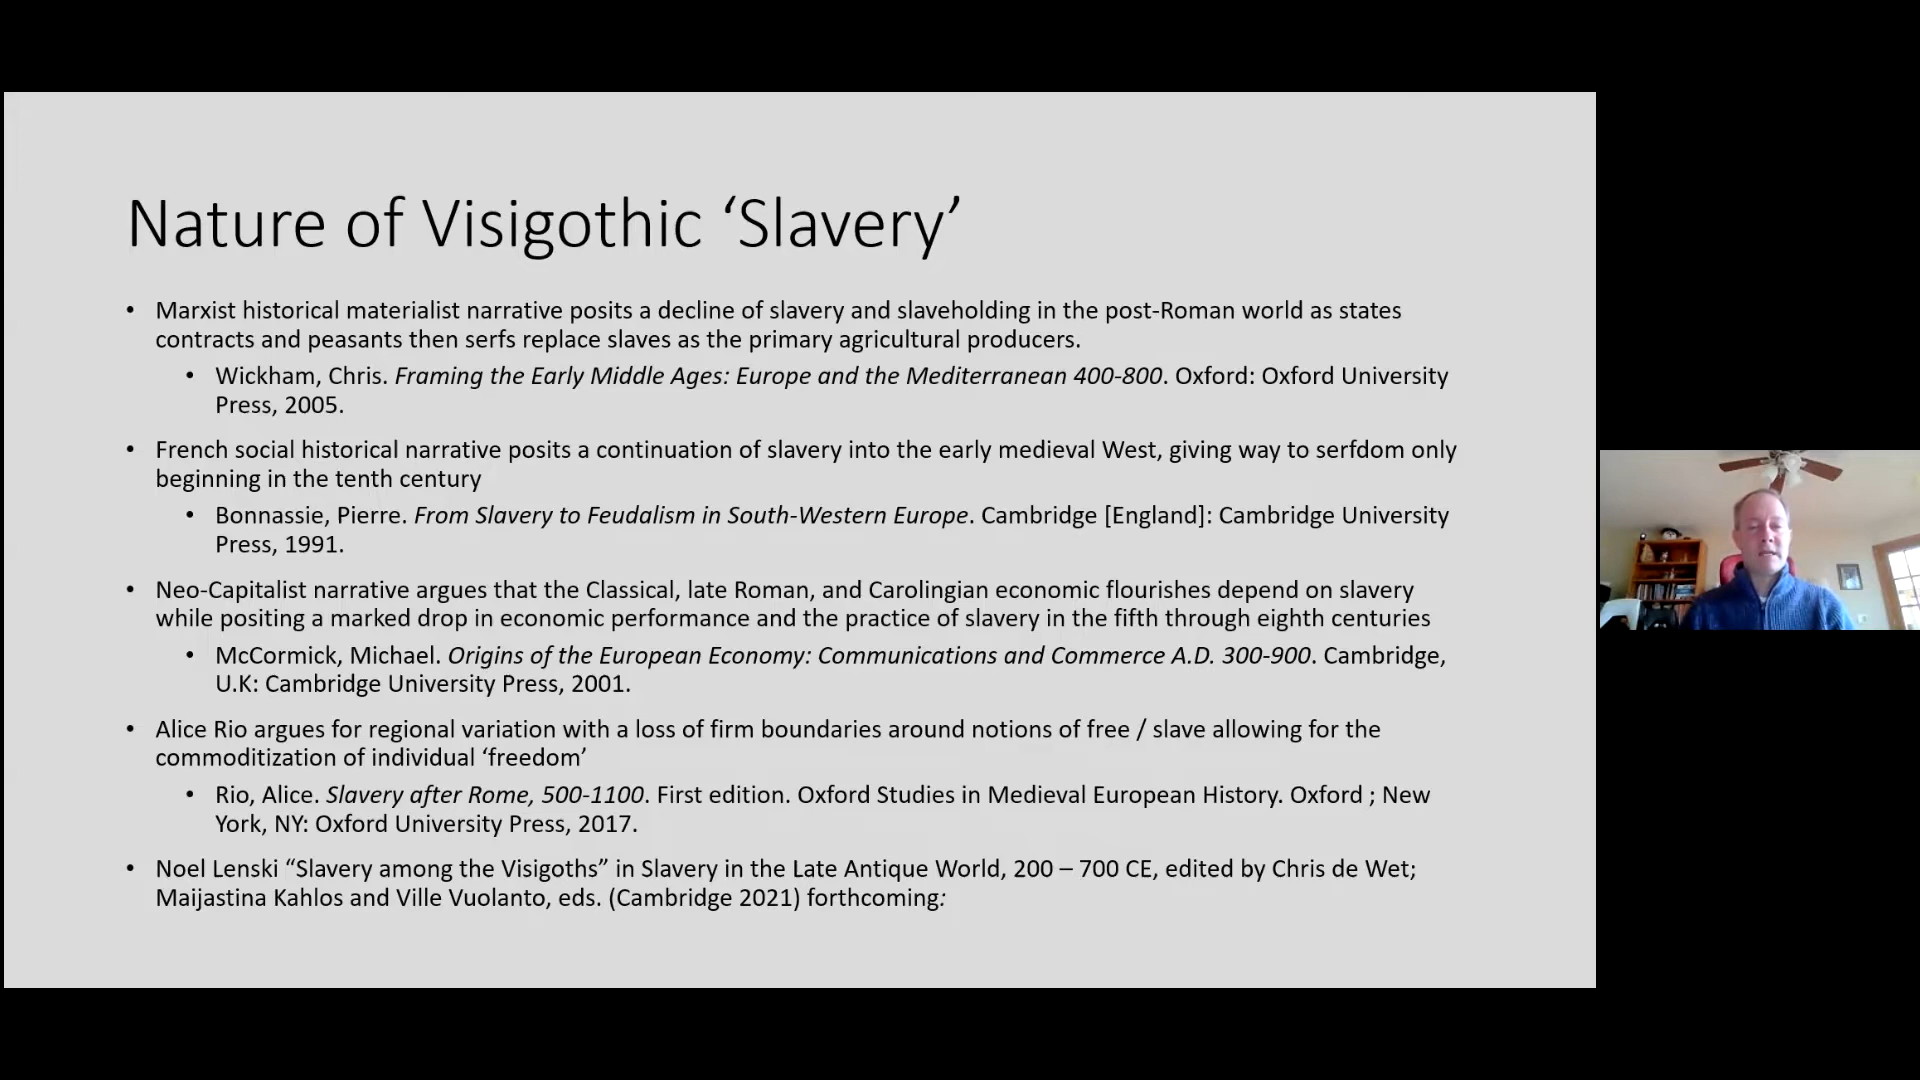 Nature of Visigothic ‘Slavery’
• Marxist historical materialist narrative posits a decline of slavery and slaveholding in the post-Roman world as states
contracts and peasants then serfs replace slaves as the primary agricultural producers.
• Wickham, Chris. Framing the Early Middle Ages: Europe and the Mediterranean 400-800. Oxford: Oxford University
Press, 2005.
• French social historical narrative posits a continuation of slavery into the early medieval West, giving way to serfdom only
beginning in the tenth century
• Bonnassie, Pierre. From Slavery to Feudalism in South-Western Europe. Cambridge [England]: Cambridge University
Press, 1991.
• Neo-Capitalist narrative argues that the Classical, late Roman, and Carolingian economic flourishes depend on slavery
while positing a marked drop in economic performance and the practice of slavery in the fifth through eighth centuries
• McCormick, Michael. Origins of the European Economy: Communications and Commerce A.D. 300-900. Cambridge,
U.K: Cambridge University Press, 2001.
• Alice Rio argues for regional variation with a loss of firm boundaries around notions of free / slave allowing for the
commoditization of individual ‘freedom’
• Rio, Alice. Slavery after Rome, 500-1100. First edition. Oxford Studies in Medieval European History. Oxford ; New
York, NY: Oxford University Press, 2017.
• Noel Lenski “Slavery among the Visigoths” in Slavery in the Late Antique World, 200 – 700 CE, edited by Chris de Wet;
Maijastina Kahlos and Ville Vuolanto, eds. (Cambridge 2021) forthcoming: